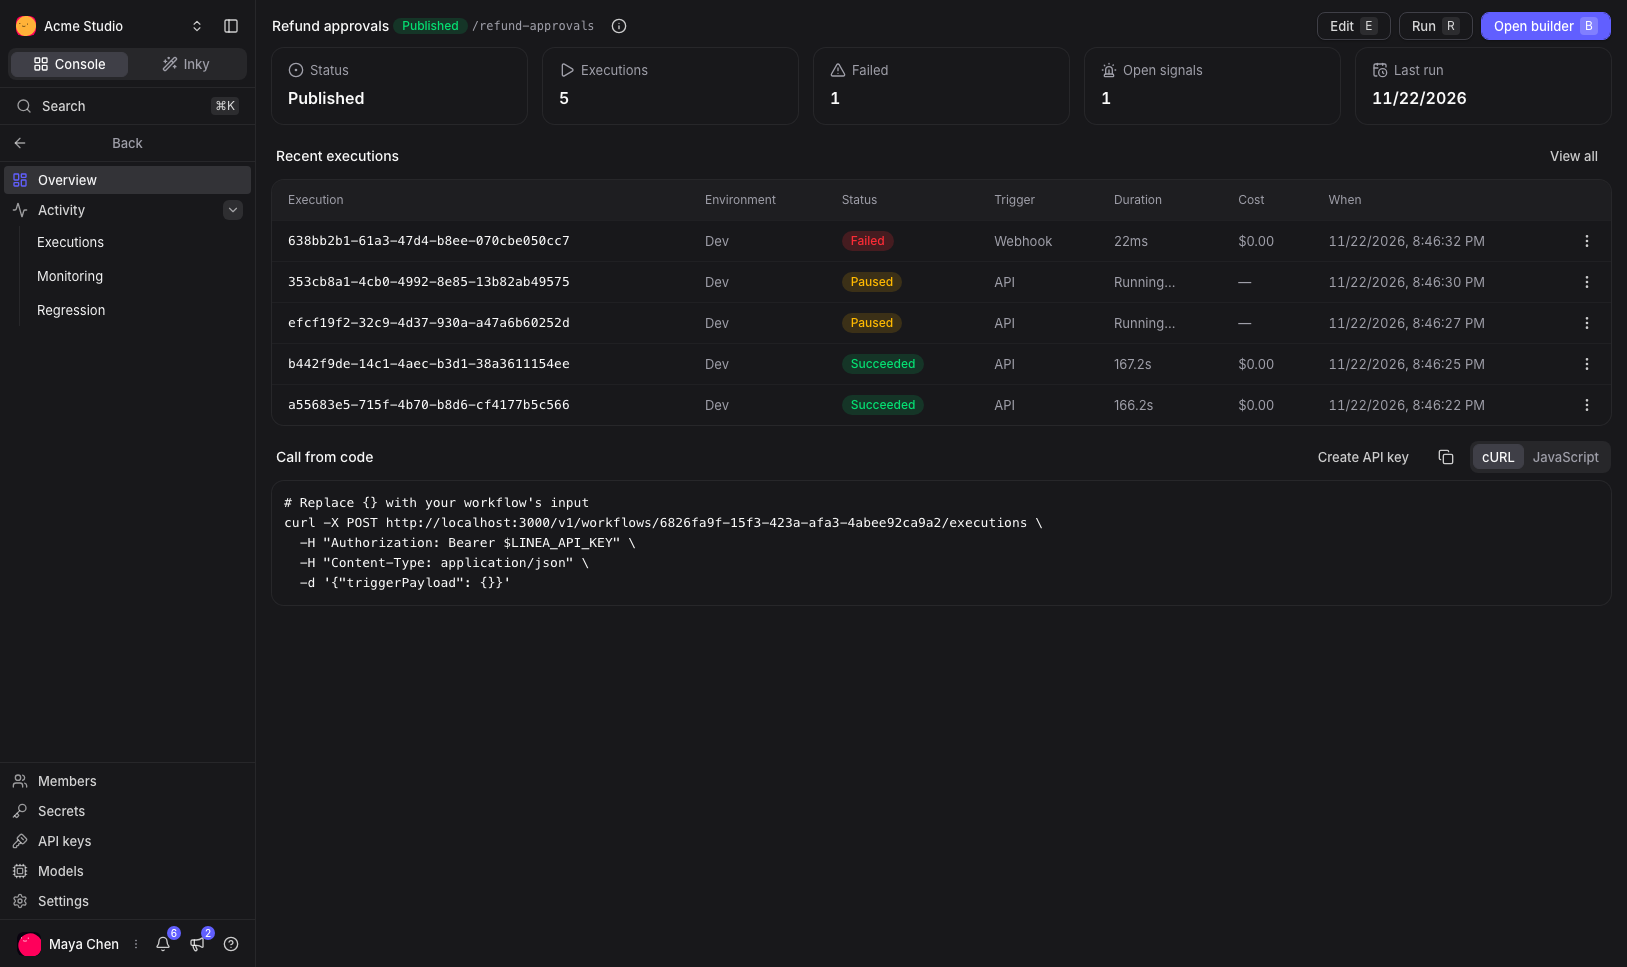 Acme Studio
Console
Inky
Search
⌘K
Back
Overview
Activity
Executions
Monitoring
Regression
Members
Secrets
API keys
Models
Settings
Maya Chen
6
2
Refund approvals Published /refund-approvals
Edit E
Run R
Open builder B
Status
Published
Executions
5
Failed
1
Open signals
1
Last run
11/22/2026
Recent executions
View all
Execution Environment Status Trigger Duration Cost When
638bb2b1-61a3-47d4-b8ee-070cbe050cc7 Dev Failed Webhook 22ms $0.00 11/22/2026, 8:46:32 PM
353cb8a1-4cb0-4992-8e85-13b82ab49575 Dev Paused API Running... — 11/22/2026, 8:46:30 PM
efcf19f2-32c9-4d37-930a-a47a6b60252d Dev Paused API Running... — 11/22/2026, 8:46:27 PM
b442f9de-14c1-4aec-b3d1-38a3611154ee Dev Succeeded API 167.2s $0.00 11/22/2026, 8:46:25 PM
a55683e5-715f-4b70-b8d6-cf4177b5c566 Dev Succeeded API 166.2s $0.00 11/22/2026, 8:46:22 PM
Call from code
Create API key
cURL
JavaScript
# Replace {} with your workflow's input
curl -X POST http://localhost:3000/v1/workflows/6826fa9f-15f3-423a-afa3-4abee92ca9a2/executions \
-H "Authorization: Bearer $LINEA_API_KEY" \
-H "Content-Type: application/json" \
-d '{"triggerPayload": {}}'